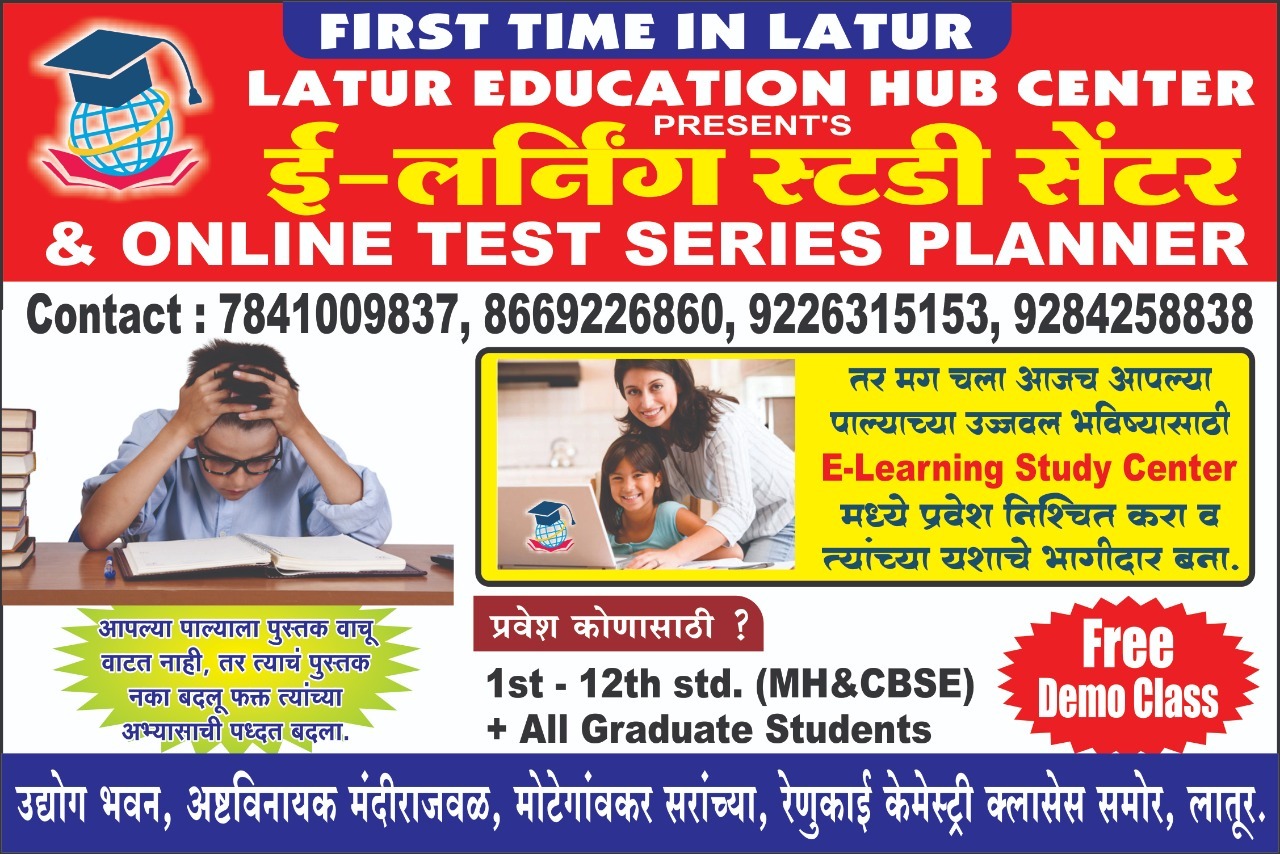 FIRST TIME IN LATUR
LATUR EDUCATION HUB CENTER
PRESENT'S
ई-लर्निंग स्टडी सेंटर
& ONLINE TEST SERIES PLANNER
Contact : 7841009837, 8669226860, 9226315153, 9284258838
तर मग चला आजच आपल्या
पाल्याच्या उज्जवल भविष्यासाठी
E-Learning Study Center
मध्ये प्रवेश निश्चित करा व
त्यांच्या यशाचे भागीदार बना.
आपल्या पाल्याला पुस्तक वाचू
वाटत नाही, तर त्याचं पुस्तक
नका बदलू फक्त त्यांच्या
अभ्यासाची पध्दत बदला.
प्रवेश कोणासाठी ?
1st - 12th std. (MH&CBSE)
+ All Graduate Students
Free
Demo Class
उद्योग भवन, अष्टविनायक मंदीराजवळ, मोटेगांवकर सरांच्या, रेणुकाई केमेस्ट्री क्लासेस समोर, लातूर.